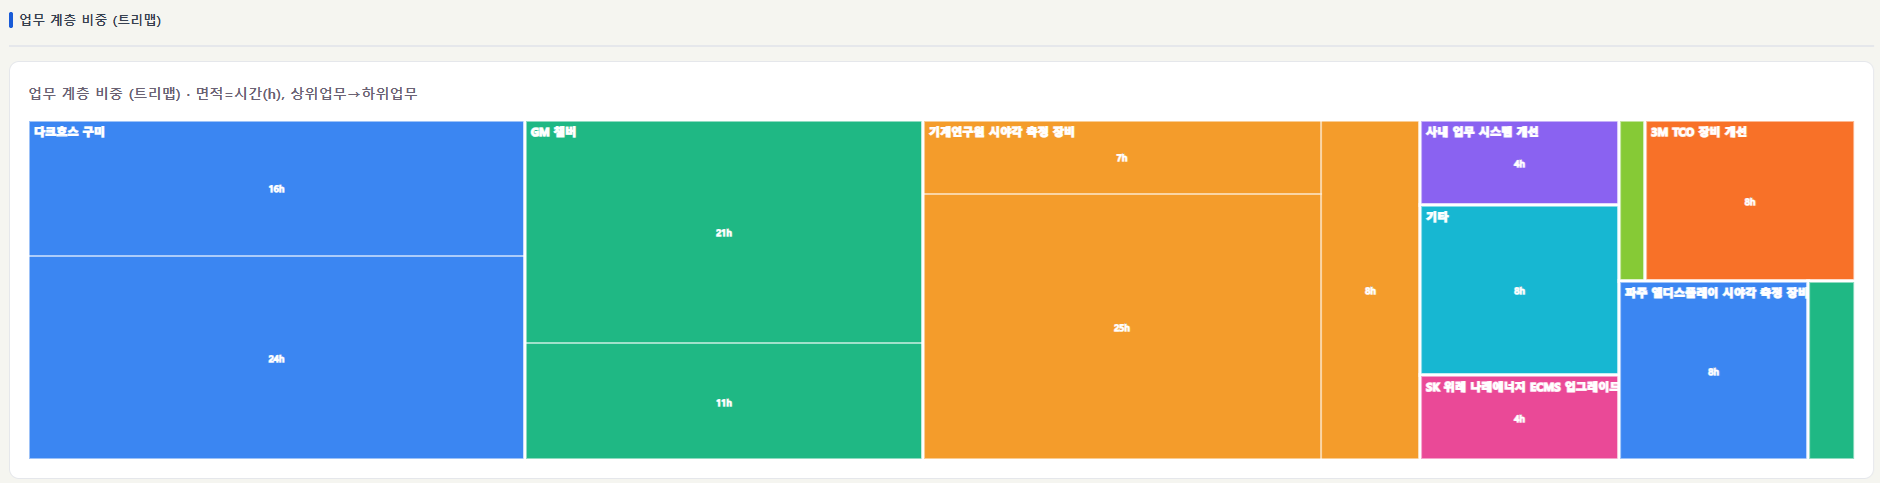 업무 계층 비중 (트리맵)
업무 계층 비중 (트리맵) · 면적=시간(h), 상위업무→하위업무
다크호스 구미
16h
24h
GM 챔버
21h
11h
기계연구원 시야각 측정 장비
7h
25h
8h
사내 업무 시스템 개선
4h
기타
8h
SK 위례 나래에너지 ECMS 업그레이드
4h
3M TCO 장비 개선
8h
파주 엘디스플레이 시야각 측정 장비
8h